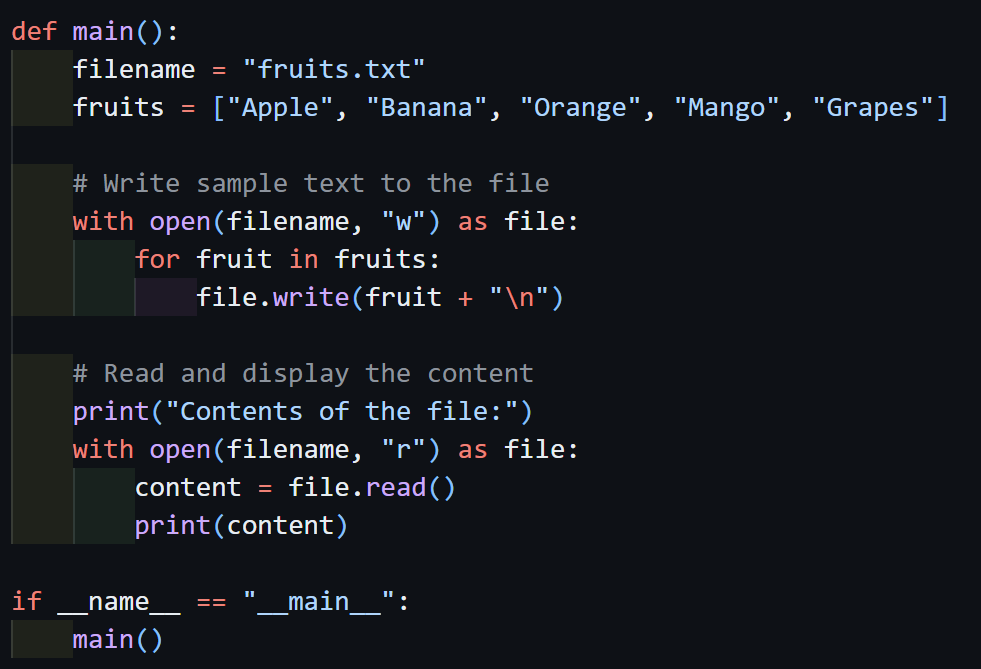 def main():
    filename = "fruits.txt"
    fruits = ["Apple", "Banana", "Orange", "Mango", "Grapes"]

    # Write sample text to the file
    with open(filename, "w") as file:
        for fruit in fruits:
            file.write(fruit + "\n")

    # Read and display the content
    print("Contents of the file:")
    with open(filename, "r") as file:
        content = file.read()
        print(content)

if __name__ == "__main__":
    main()